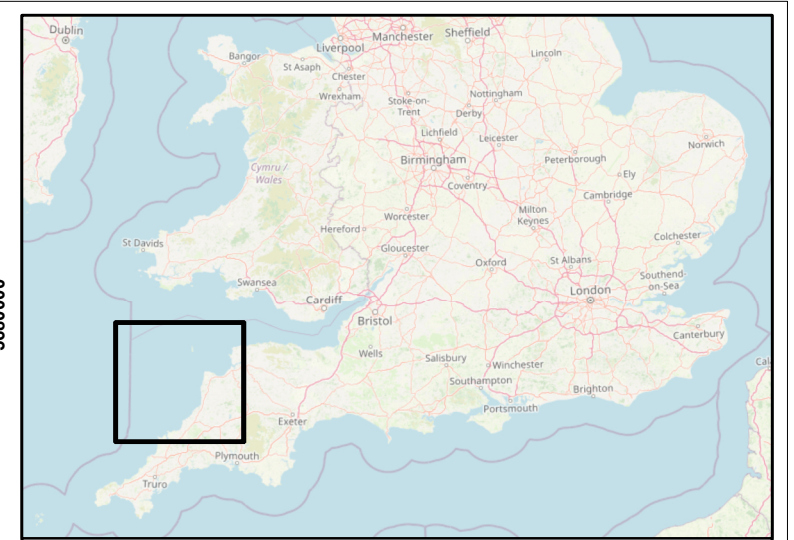 Dublin
Manchester
Sheffield
Liverpool
Bangor
St Asaph
Chester
Lincoln
Wrexham
Stoke-on-
Trent
Nottingham
Derby
Lichfield
Leicester
Norwich
Birmingham
Peterborough
Cymru /
Wales
Ely
Coventry
Cambridge
Worcester
Milton
Keynes
Hereford
Colchester
St Davids
Gloucester
Oxford
St Albans
Swansea
Southend-
on-Sea
Cardiff
London
Bristol
Canterbury
Wells
Salisbury
Winchester
Cal
Southampton
Brighton
Portsmouth
Exeter
Plymouth
Truro